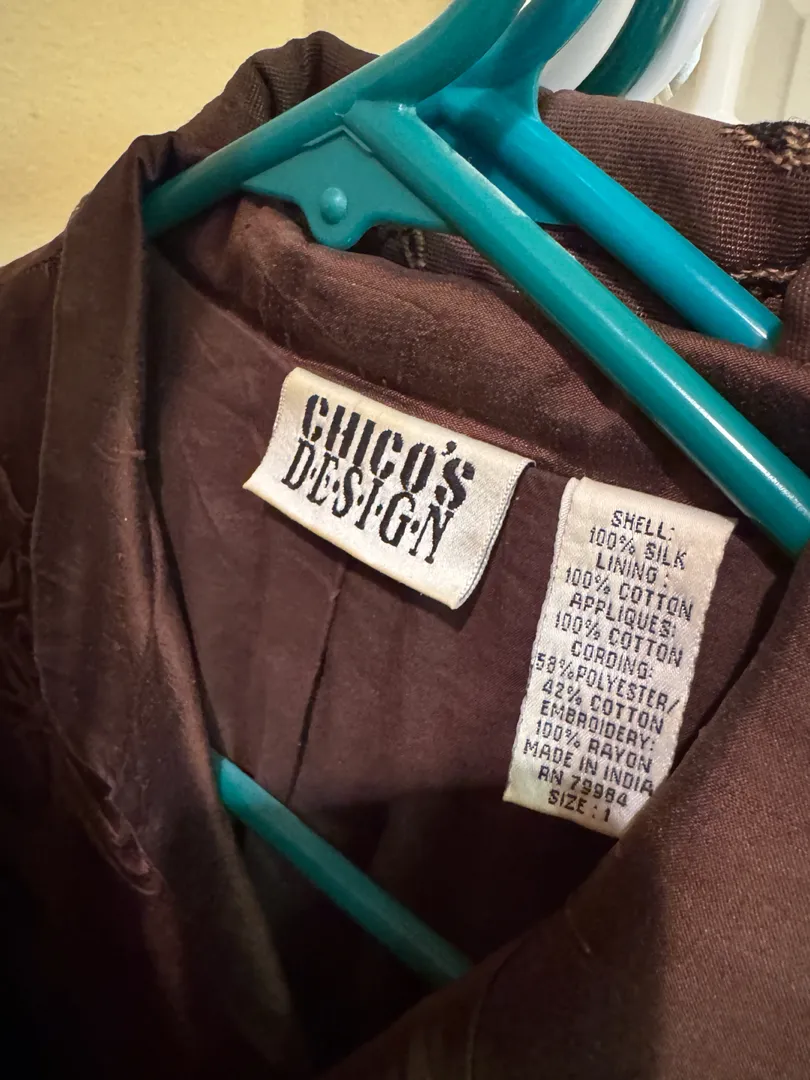 CHICO'S
D·E·S·I·G·N
SHELL:
100% SILK
LINING:
100% COTTON
APPLIQUES:
100% COTTON
CORDING:
58%POLYESTER/
42% COTTON
EMBROIDERY:
100% RAYON
MADE IN INDIA
RN 79984
SIZE : 1